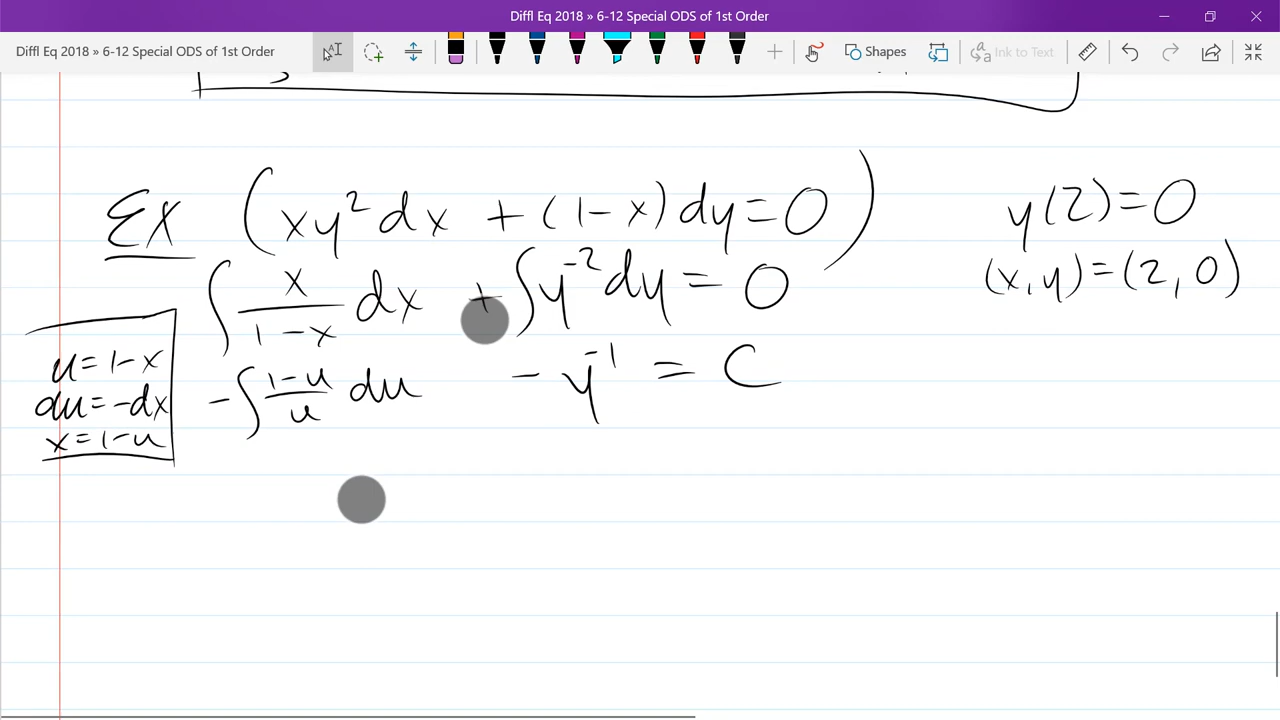 Diffl Eq 2018 » 6-12 Special ODS of 1st Order
Diffl Eq 2018 » 6-12 Special ODS of 1st Order
Shapes
Ink to Text
Ex (xy²dx + (1-x)dy=0)
y(2)=0
∫ x/(1-x) dx + ∫y⁻²dy = 0
(x,y)=(2,0)
u=1-x
du=-dx
x=1-u
-∫ (1-u)/u du - y⁻¹ = C